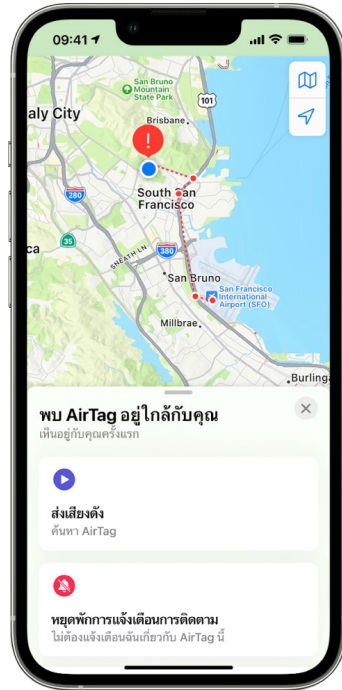 09:41
San Bruno
Mountain
State Park
101
aly City
Brisbane
South San
Francisco
280
35
ca
SNEATH LN
380
San Bruno
San Francisco
International
Airport (SFO)
Millbrae
Burling
พบ AirTag อยู่ใกล้กับคุณ
เห็นอยู่กับคุณครั้งแรก
ส่งเสียงดัง
ค้นหา AirTag
หยุดพักการแจ้งเตือนการติดตาม
ไม่ต้องแจ้งเตือนฉันเกี่ยวกับ AirTag นี้